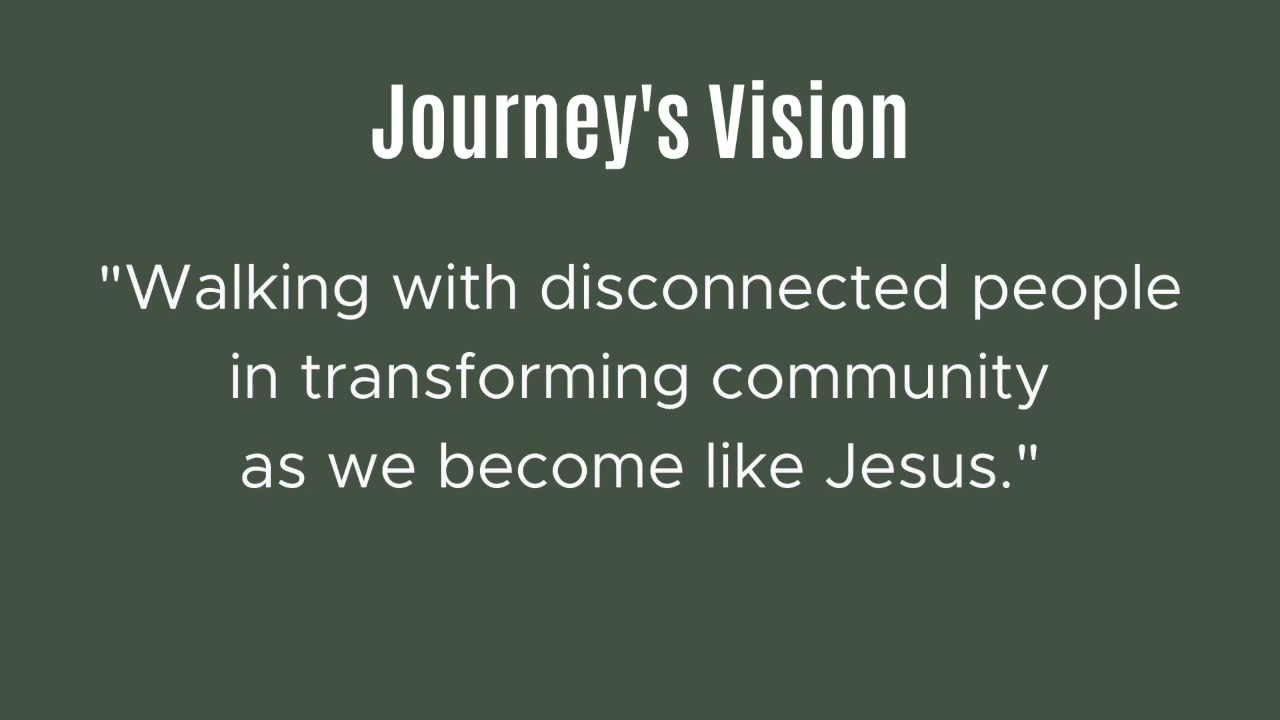 Journey's Vision
"Walking with disconnected people
in transforming community
as we become like Jesus."